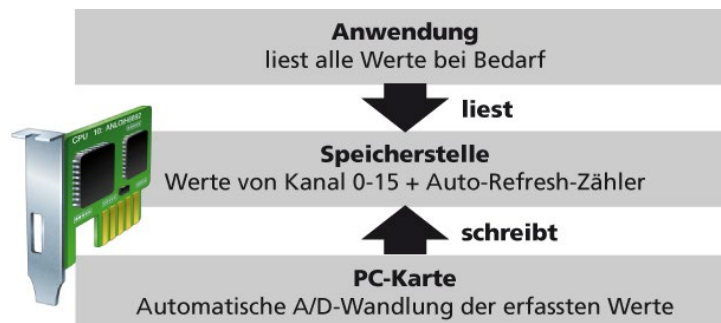 Anwendung
liest alle Werte bei Bedarf
liest
Speicherstelle
Werte von Kanal 0-15 + Auto-Refresh-Zähler
schreibt
PC-Karte
Automatische A/D-Wandlung der erfassten Werte